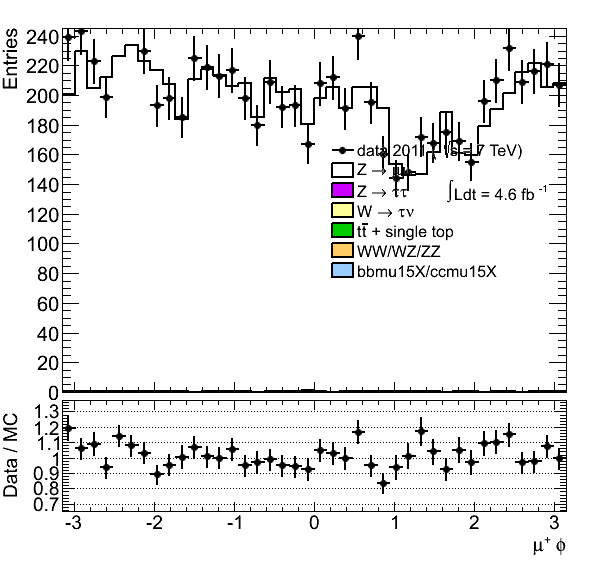 Entries
240
220
200
180
160
140
120
100
80
60
40
20
0
data 2011, √s = 7 TeV)
Z →
Z → ττ
∫Ldt = 4.6 fb⁻¹
W → τν
tt̄ + single top
WW/WZ/ZZ
bbmu15X/ccmu15X
Data / MC
1.3
1.2
1.1
1
0.9
0.8
0.7
-3 -2 -1 0 1 2 3
μ⁺ ϕ